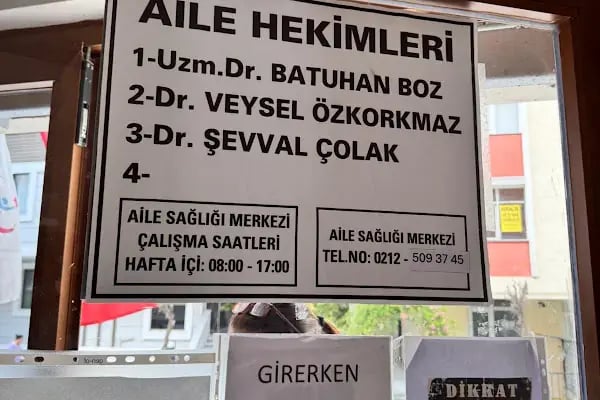 AİLE HEKİMLERİ
1-Uzm.Dr. BATUHAN BOZ
2-Dr. VEYSEL ÖZKORKMAZ
3-Dr. ŞEVVAL ÇOLAK
4-
AİLE SAĞLIĞI MERKEZİ
ÇALIŞMA SAATLERİ
HAFTA İÇİ: 08:00 - 17:00
AİLE SAĞLIĞI MERKEZİ
TEL.NO: 0212 - 509 37 45
GİRERKEN
DİKKAT